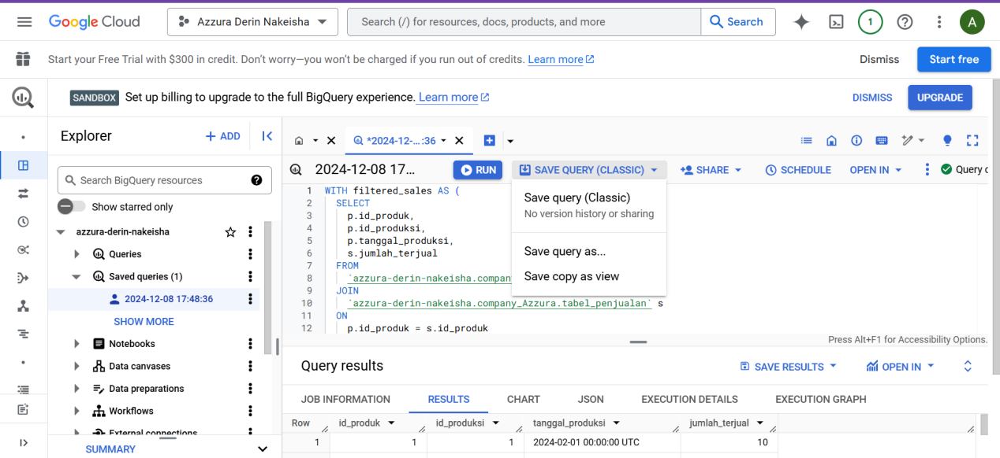 Google Cloud
Azzura Derin Nakeisha
Search (/) for resources, docs, products, and more
Search
1
A
Start your Free Trial with $300 in credit. Don’t worry—you won’t be charged if you run out of credits. Learn more
Dismiss
Start free
SANDBOX Set up billing to upgrade to the full BigQuery experience. Learn more
DISMISS
UPGRADE
Explorer
+ ADD
Search BigQuery resources
Show starred only
azzura-derin-nakeisha
Queries
Saved queries (1)
2024-12-08 17:48:36
SHOW MORE
Notebooks
Data canvases
Data preparations
Workflows
External connections
SUMMARY
*2024-12-...:36
2024-12-08 17...
RUN
SAVE QUERY (CLASSIC)
SHARE
SCHEDULE
OPEN IN
Query c
Save query (Classic)
No version history or sharing
Save query as...
Save copy as view
1 WITH filtered_sales AS (
2 SELECT
3 p.id_produk,
4 p.id_produksi,
5 p.tanggal_produksi,
6 s.jumlah_terjual
7 FROM
8 `azzura-derin-nakeisha.company
9 JOIN
10 `azzura-derin-nakeisha.company_Azzura.tabel_penjualan` s
11 ON
12 p.id_produk = s.id_produk
Press Alt+F1 for Accessibility Options.
Query results
SAVE RESULTS
OPEN IN
JOB INFORMATION
RESULTS
CHART
JSON
EXECUTION DETAILS
EXECUTION GRAPH
Row id_produk id_produksi tanggal_produksi jumlah_terjual
1 1 1 2024-02-01 00:00:00 UTC 10